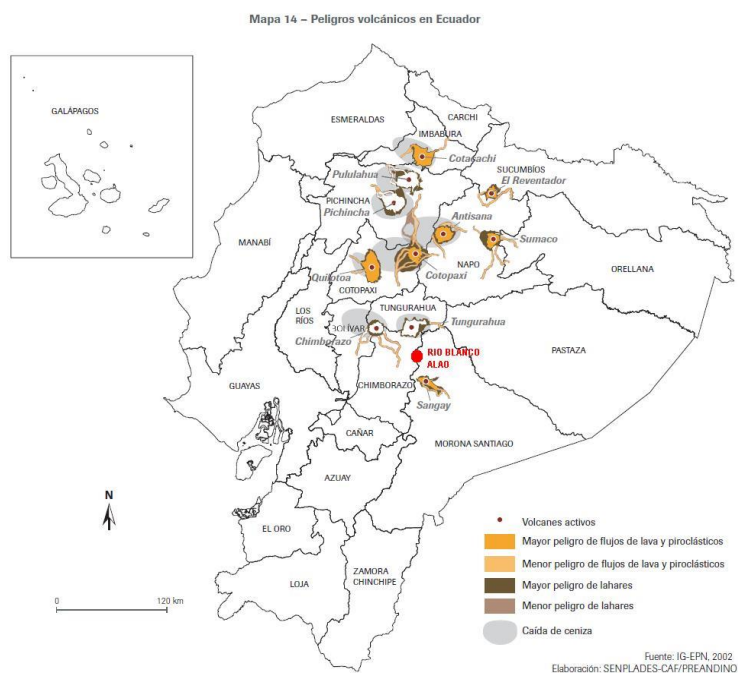 Mapa 14 – Peligros volcánicos en Ecuador
GALÁPAGOS
ESMERALDAS
CARCHI
IMBABURA
Cotacachi
Pululahua
SUCUMBÍOS
El Reventador
PICHINCHA
Pichincha
Antisana
MANABÍ
Sumaco
NAPO
ORELLANA
Quilotoa
Cotopaxi
COTOPAXI
LOS
RÍOS
TUNGURAHUA
BOLÍVAR
Tungurahua
Chimborazo
PASTAZA
RIO BLANCO
ALAO
GUAYAS
CHIMBORAZO
Sangay
CAÑAR
MORONA SANTIAGO
AZUAY
N
EL ORO
ZAMORA
CHINCHIPE
LOJA
0 120 km
Volcanes activos
Mayor peligro de flujos de lava y piroclásticos
Menor peligro de flujos de lava y piroclásticos
Mayor peligro de lahares
Menor peligro de lahares
Caída de ceniza
Fuente: IG-EPN, 2002
Elaboración: SENPLADES-CAF/PREANDINO